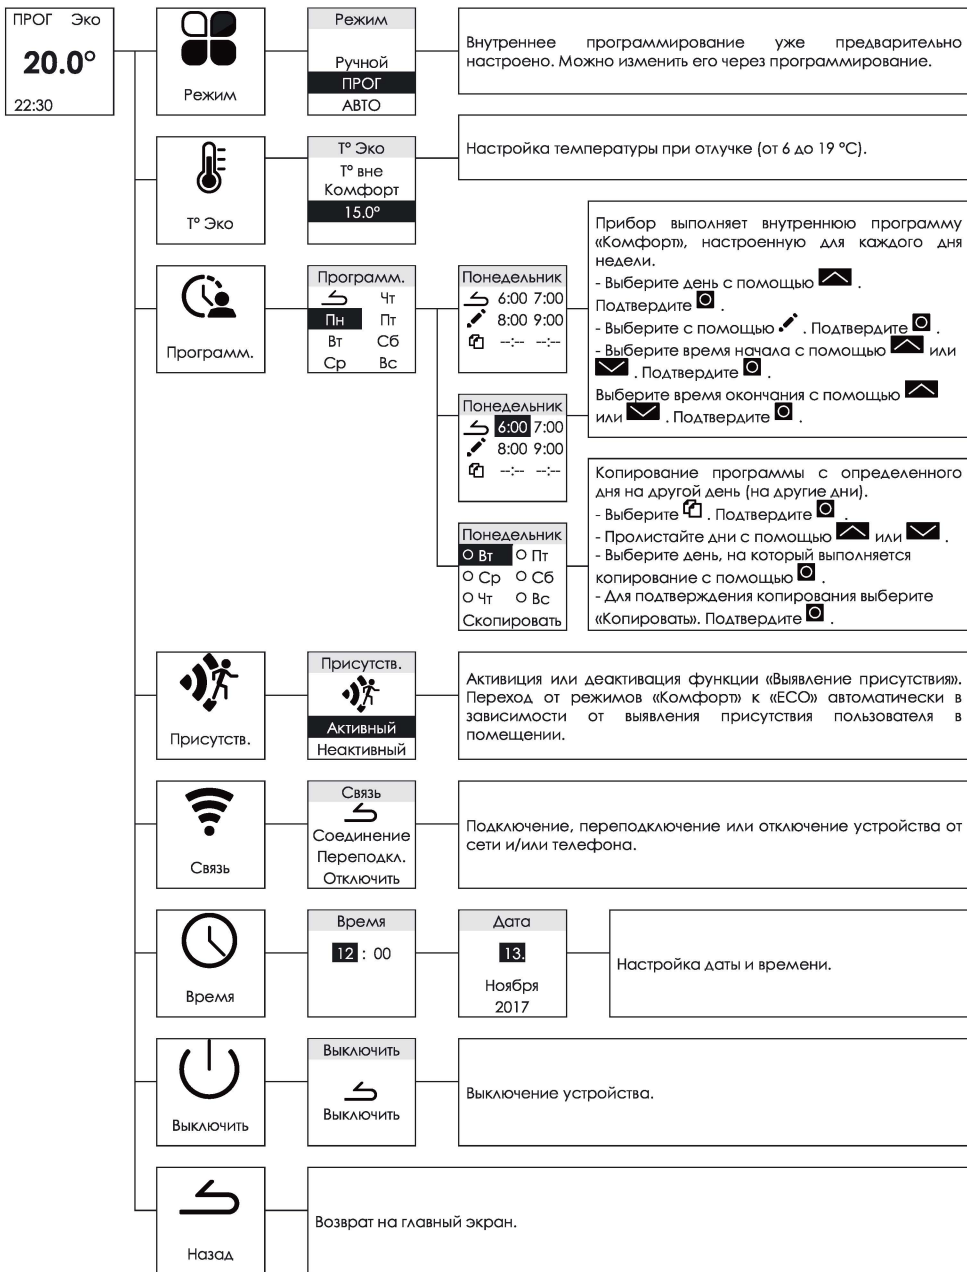 ПРОГ Эко
20.0°
22:30
Режим
Режим
Ручной
ПРОГ
АВТО
Внутреннее программирование уже предварительно
настроено. Можно изменить его через программирование.
T° Эко
T° Эко
T° вне
Комфорт
15.0°
Настройка температуры при отлучке (от 6 до 19 °C).
Программ.
Программ.
Чт
Пн Пт
Вт Сб
Ср Вс
Понедельник
6:00 7:00
8:00 9:00
--:-- --:--
Понедельник
6:00 7:00
8:00 9:00
--:-- --:--
Прибор выполняет внутреннюю программу
«Комфорт», настроенную для каждого дня
недели.
- Выберите день с помощью .
Подтвердите .
- Выберите с помощью . Подтвердите .
- Выберите время начала с помощью или
. Подтвердите .
Выберите время окончания с помощью
или . Подтвердите .
Понедельник
Вт Пт
Ср Сб
Чт Вс
Скопировать
Копирование программы с определенного
дня на другой день (на другие дни).
- Выберите . Подтвердите .
- Пролистайте дни с помощью или .
- Выберите день, на который выполняется
копирование с помощью .
- Для подтверждения копирования выберите
«Копировать». Подтвердите .
Присутств.
Присутств.
Активный
Неактивный
Активиция или деактивация функции «Выявление присутствия».
Переход от режимов «Комфорт» к «ECO» автоматически в
зависимости от выявления присутствия пользователя в
помещении.
Связь
Связь
Соединение
Переподкл.
Отключить
Подключение, переподключение или отключение устройства от
сети и/или телефона.
Время
Время
12 : 00
Дата
13.
Ноября
2017
Настройка даты и времени.
Выключить
Выключить
Выключить
Выключение устройства.
Назад
Возврат на главный экран.